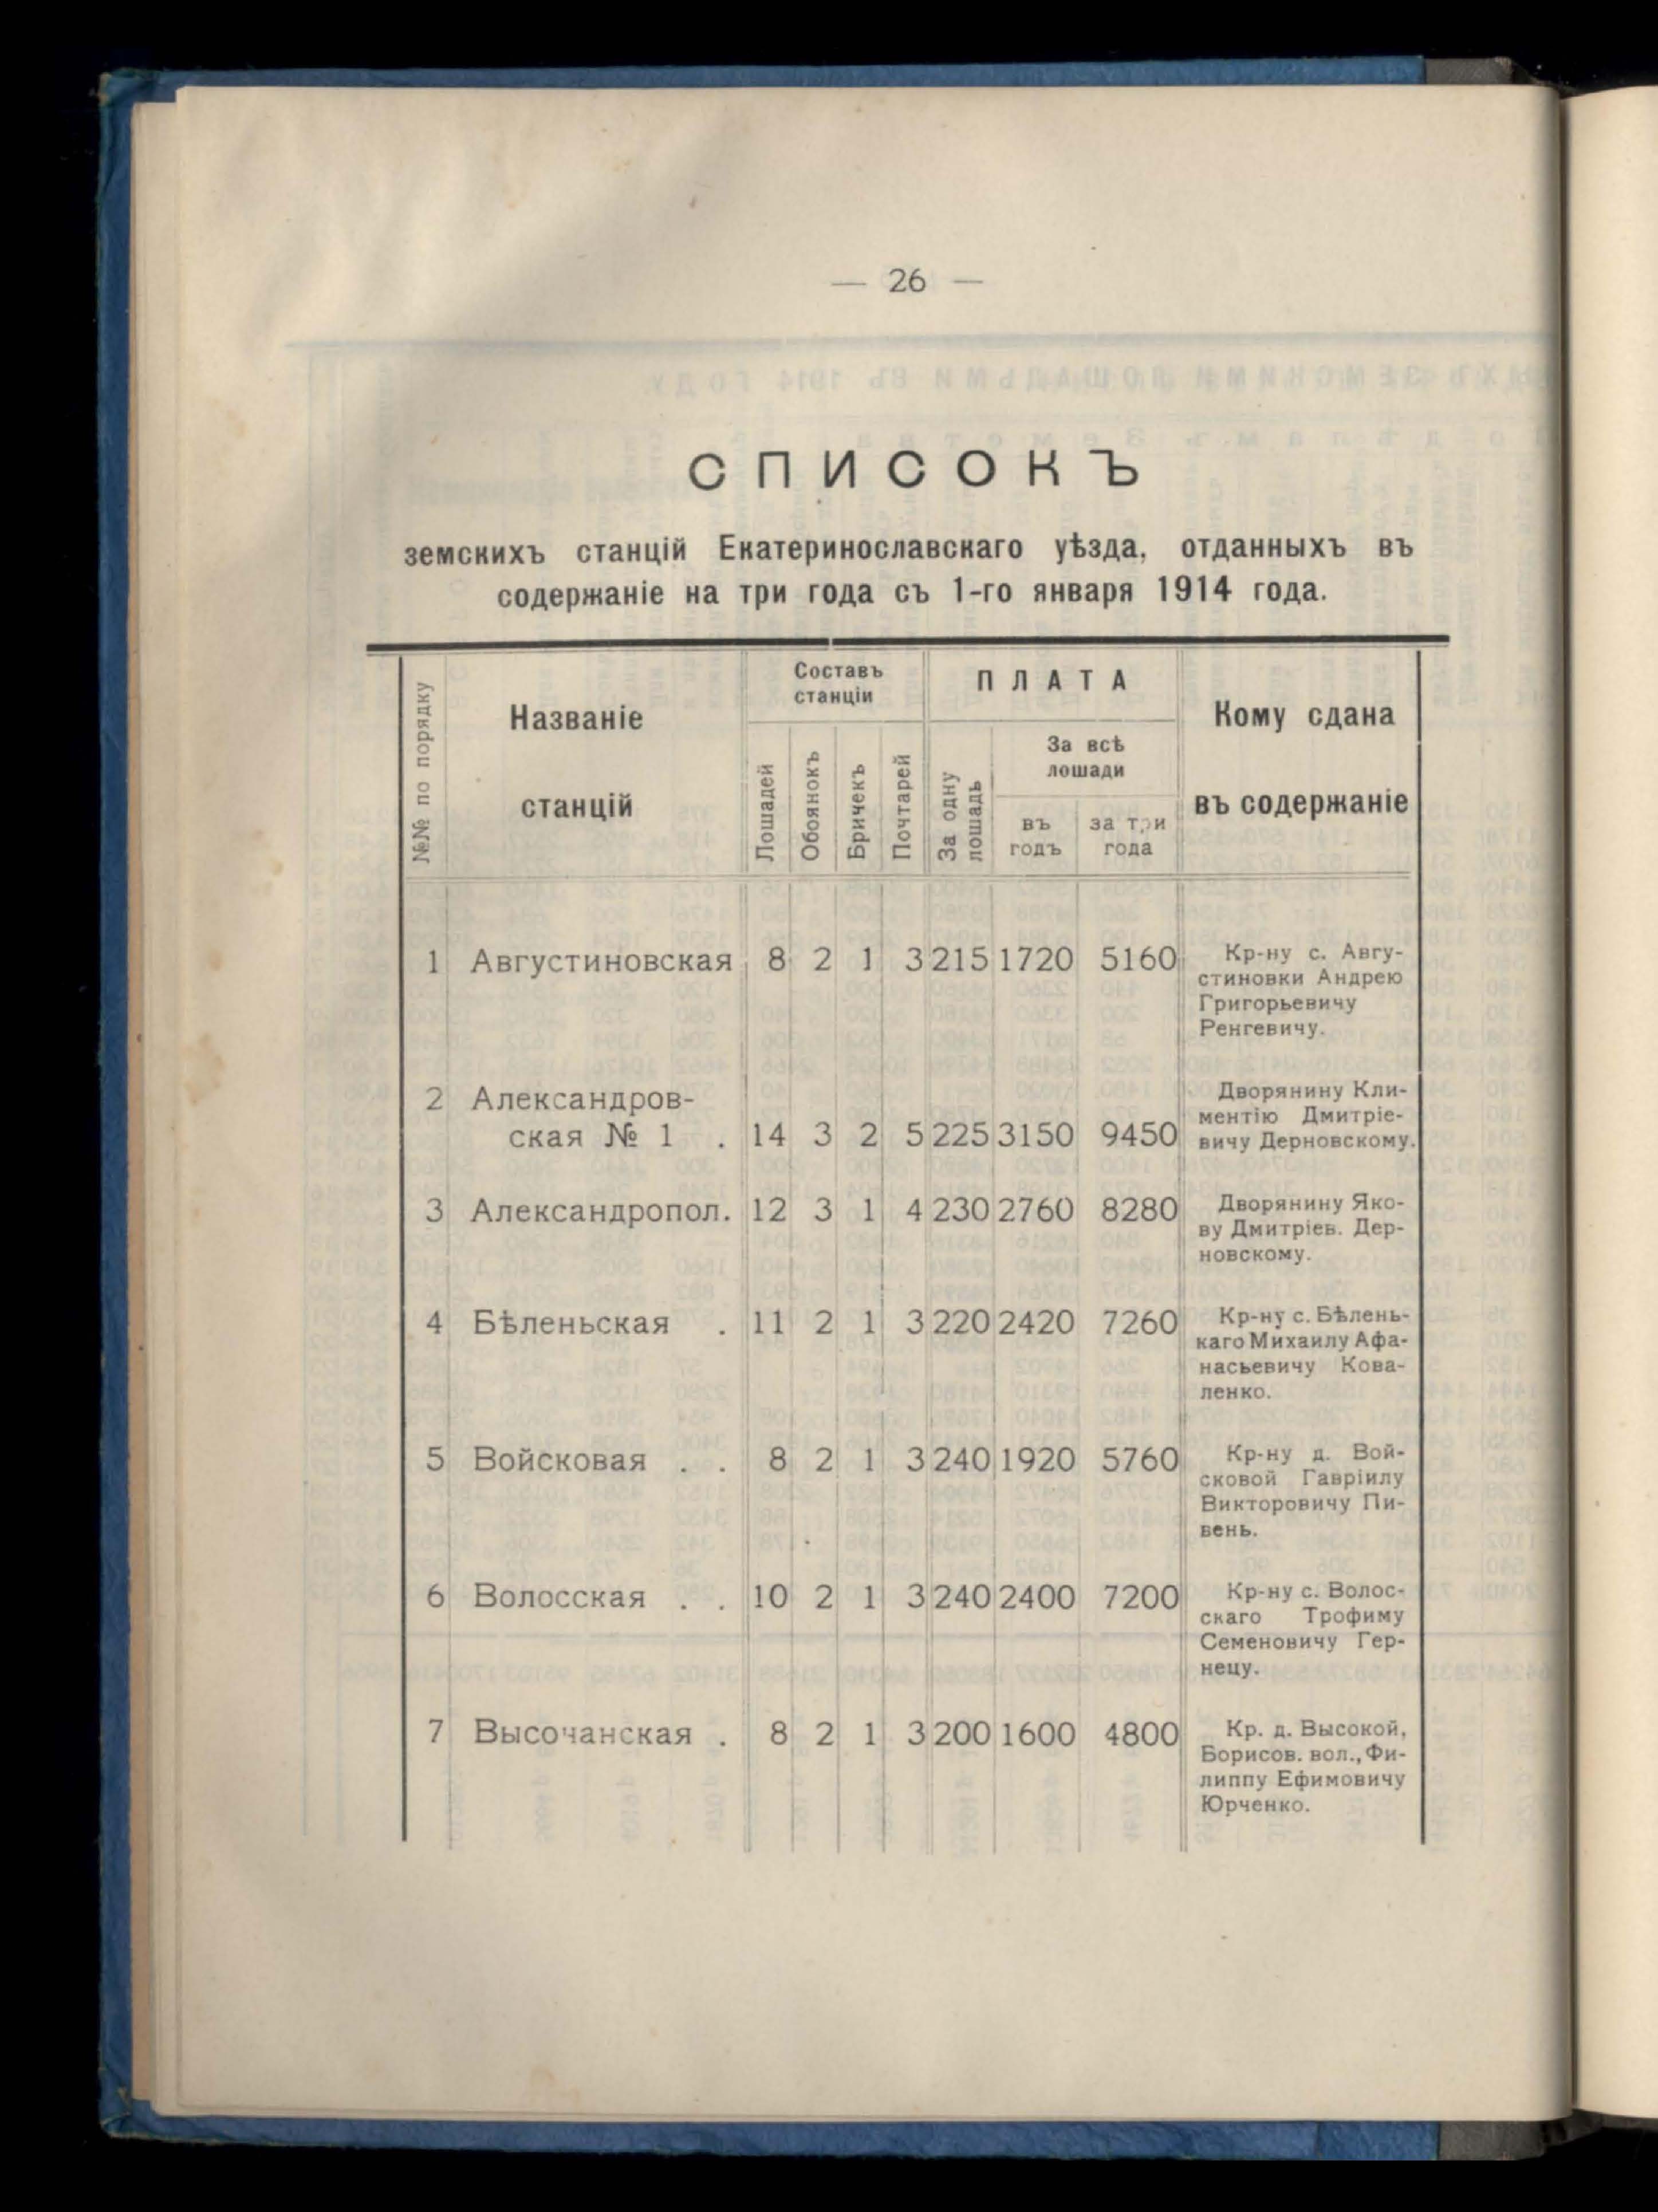 — 26 —
СПИСОКЪ
земскихъ станцій Екатеринославскаго уѣзда, отданныхъ въ
содержаніе на три года съ 1-го января 1914 года.
№№ по порядку
Названіе
станцій
Составъ
станціи
Лошадей
Обоянокъ
Бричекъ
Почтарей
ПЛАТА
За одну
лошадь
За всѣ
лошади
въ
годъ
за три
года
Кому сдана
въ содержаніе
1 Августиновская 8 2 1 3 215 1720 5160 Кр-ну с. Авгу-
стиновки Андрею
Григорьевичу
Ренгевичу.
2 Александров-
ская № 1 . 14 3 2 5 225 3150 9450
Дворянину Кли-
ментію Дмитріе-
вичу Дерновскому.
3 Александропол. 12 3 1 4 230 2760 8280 Дворянину Яко-
ву Дмитріев. Дер-
новскому.
4 Бѣленьская . 11 2 1 3 220 2420 7260 Кр-ну с. Бѣлень-
каго Михаилу Афа-
насьевичу Кова-
ленко.
5 Войсковая . . 8 2 1 3 240 1920 5760 Кр-ну д. Вой-
сковой Гавріилу
Викторовичу Пи-
вень.
6 Волосская . . 10 2 1 3 240 2400 7200 Кр-ну с. Волос-
скаго Трофиму
Семеновичу Гер-
нецу.
7 Высочанская . 8 2 1 3 200 1600 4800 Кр. д. Высокой,
Борисов. вол., Фи-
липпу Ефимовичу
Юрченко.